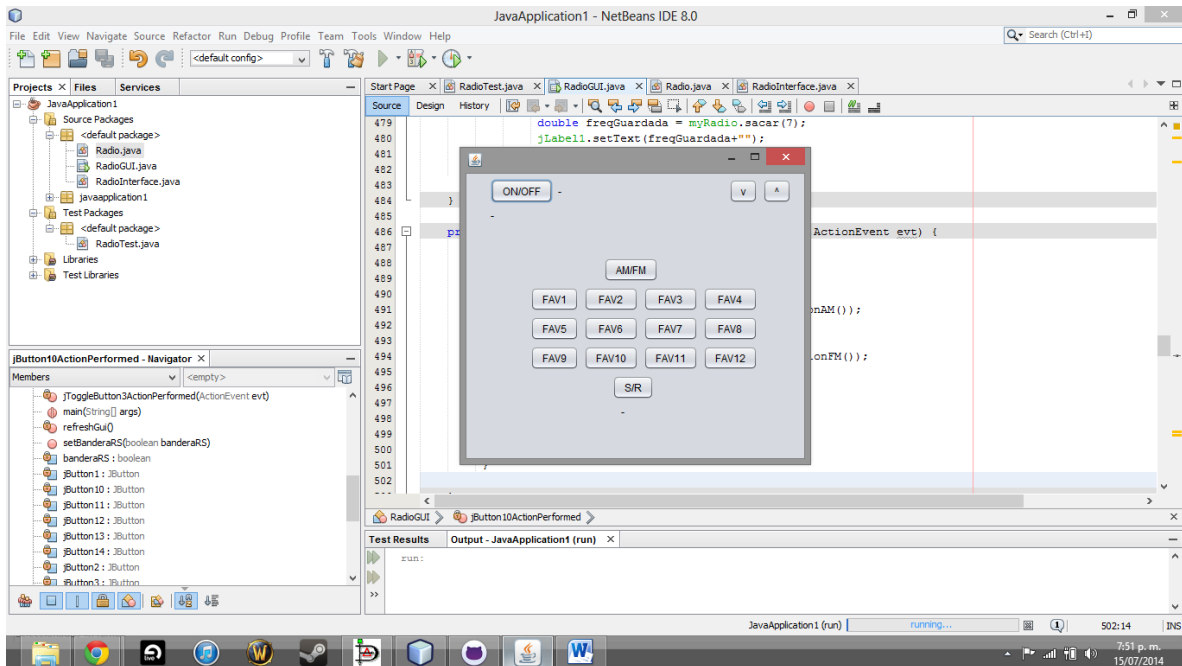 JavaApplication1 - NetBeans IDE 8.0
File Edit View Navigate Source Refactor Run Debug Profile Team Tools Window Help
Search (Ctrl+I)
<default config>
Projects Files Services
Start Page RadioTest.java RadioGUI.java Radio.java RadioInterface.java
Source Design History
JavaApplication1
Source Packages
<default package>
Radio.java
RadioGUI.java
RadioInterface.java
javaapplication1
Test Packages
<default package>
RadioTest.java
Libraries
Test Libraries
479 double freqGuardada = myRadio.sacar(7);
480 jLabel1.setText(freqGuardada+"");
481
482
483
484 }
485
486 pr ActionEvent evt) {
487
488
489
490
491 onAM());
492
493
494 onFM());
495
496
497
498
499
500
501 }
502
ON/OFF -
v ^
-
AM/FM
FAV1 FAV2 FAV3 FAV4
FAV5 FAV6 FAV7 FAV8
FAV9 FAV10 FAV11 FAV12
S/R
-
jButton10ActionPerformed - Navigator
Members <empty>
jToggleButton3ActionPerformed(ActionEvent evt)
main(String[] args)
refreshGui()
setBanderaRS(boolean banderaRS)
banderaRS : boolean
jButton1 : JButton
jButton10 : JButton
jButton11 : JButton
jButton12 : JButton
jButton13 : JButton
jButton14 : JButton
jButton2 : JButton
jButton3 : JButton
RadioGUI jButton10ActionPerformed
Test Results Output - JavaApplication1 (run)
run:
JavaApplication1 (run) running... 502:14 INS
7:51 p. m.
15/07/2014